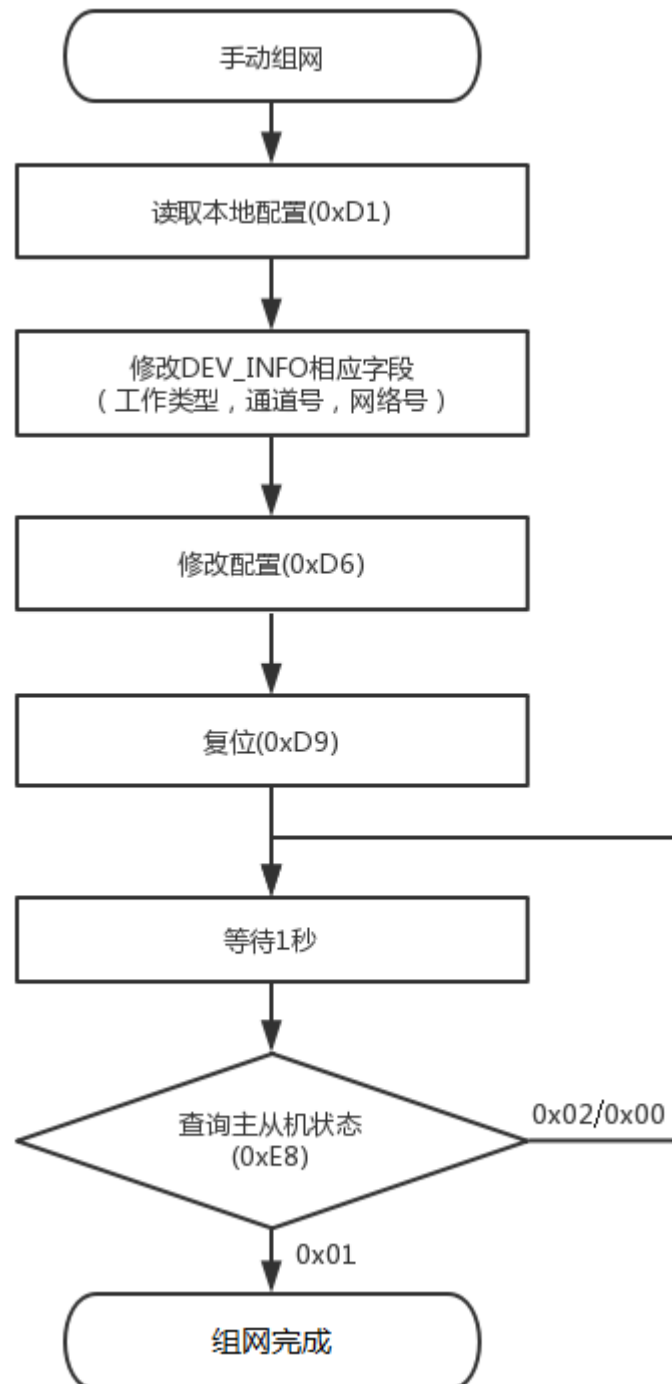 手动组网
读取本地配置(0xD1)
修改DEV_INFO相应字段
（工作类型，通道号，网络号）
修改配置(0xD6)
复位(0xD9)
等待1秒
查询主从机状态
(0xE8)
0x02/0x00
0x01
组网完成